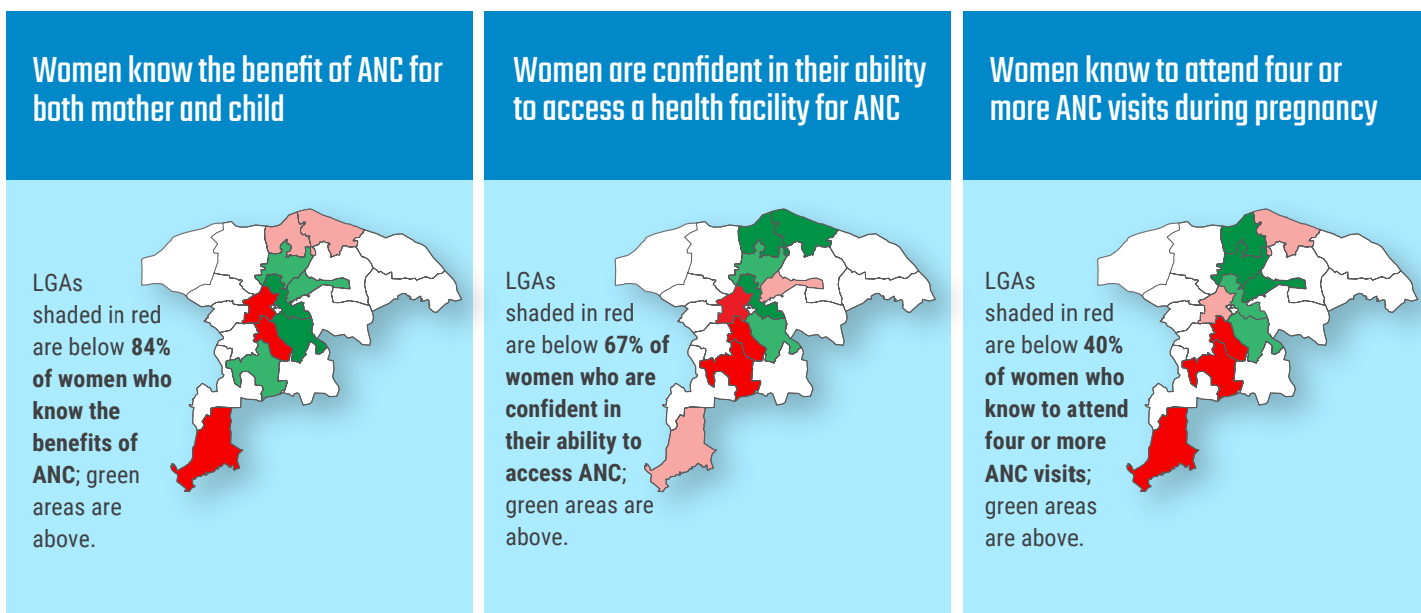 Women know the benefit of ANC for
both mother and child
LGAs
shaded in red
are below 84%
of women who
know the
benefits of
ANC; green
areas are
above.
Women are confident in their ability
to access a health facility for ANC
LGAs
shaded in red
are below 67% of
women who are
confident in
their ability to
access ANC;
green areas are
above.
Women know to attend four or
more ANC visits during pregnancy
LGAs
shaded in red
are below 40%
of women who
know to attend
four or more
ANC visits;
green areas
are above.